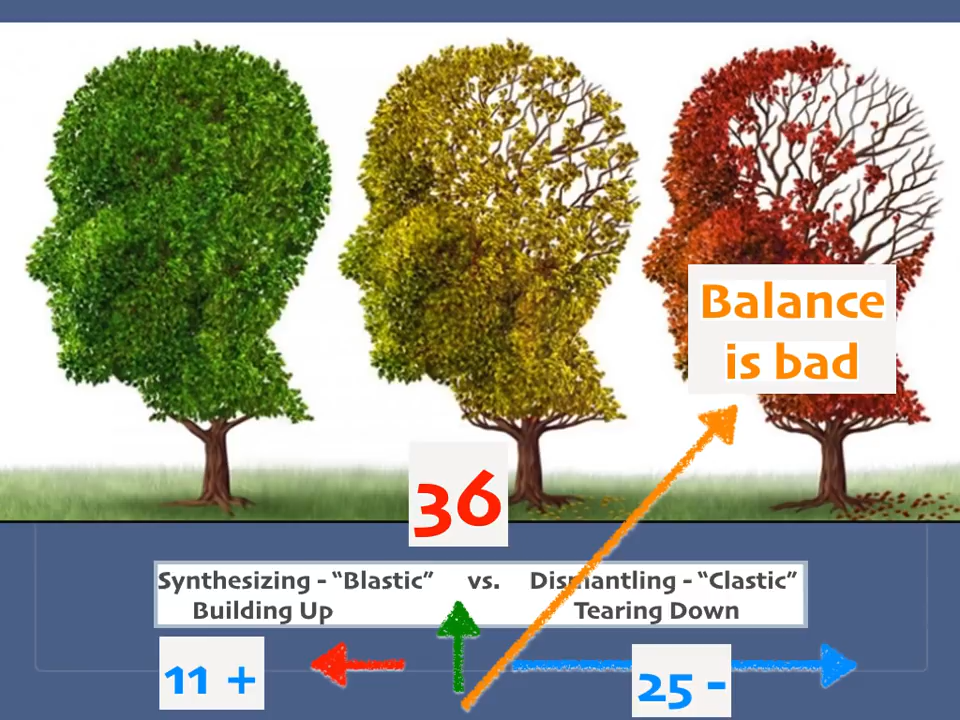 Balance
is bad
36
Synthesizing - “Blastic” vs. Dismantling - “Clastic”
Building Up Tearing Down
11 +
25 -